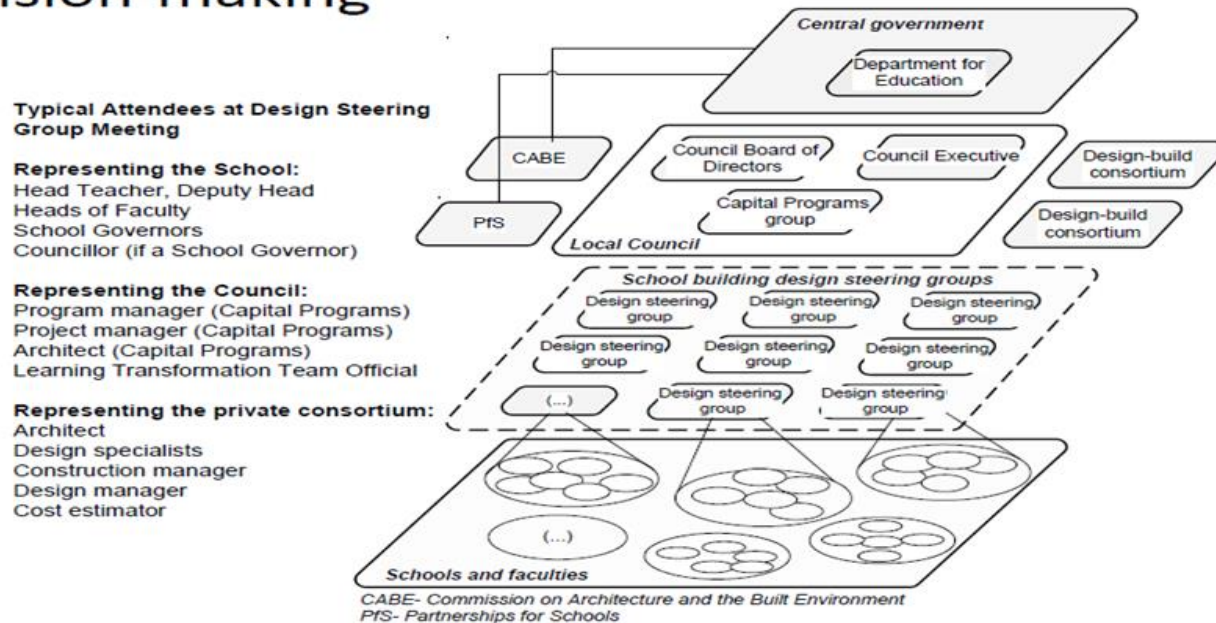 Typical Attendees at Design Steering
Group Meeting
Representing the School:
Head Teacher, Deputy Head
Heads of Faculty
School Governors
Councillor (if a School Governor)
Representing the Council:
Program manager (Capital Programs)
Project manager (Capital Programs)
Architect (Capital Programs)
Learning Transformation Team Official
Representing the private consortium:
Architect
Design specialists
Construction manager
Design manager
Cost estimator
Central government
Department for
Education
CABE
PfS
Council Board of
Directors
Council Executive
Capital Programs
group
Local Council
Design-build
consortium
Design-build
consortium
School building design steering groups
Design steering
group
Design steering
group
Design steering
group
Design steering
group
Design steering
group
Design steering
group
(...)
Design steering
group
Design steering
group
(...)
Schools and faculties
CABE- Commission on Architecture and the Built Environment
PfS- Partnerships for Schools